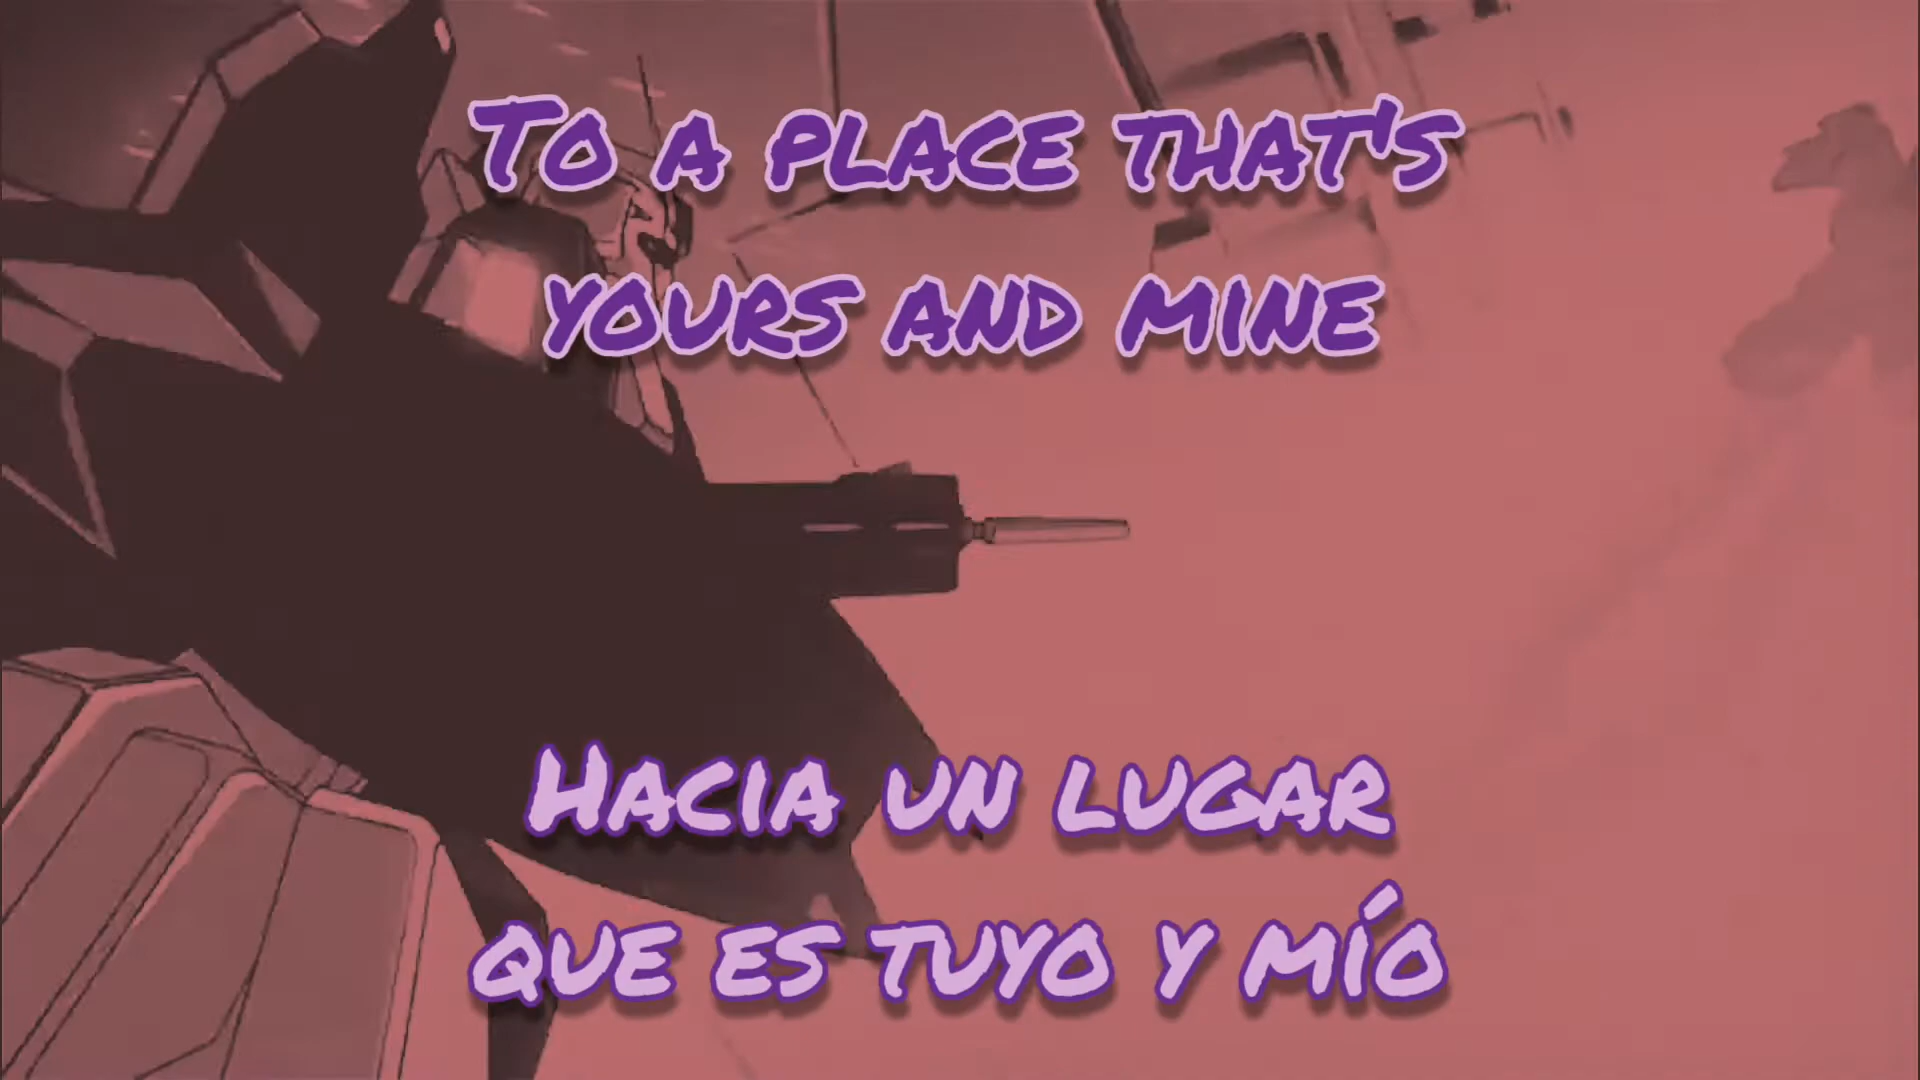 To a place that's
yours and mine
Hacia un lugar
que es tuyo y mío